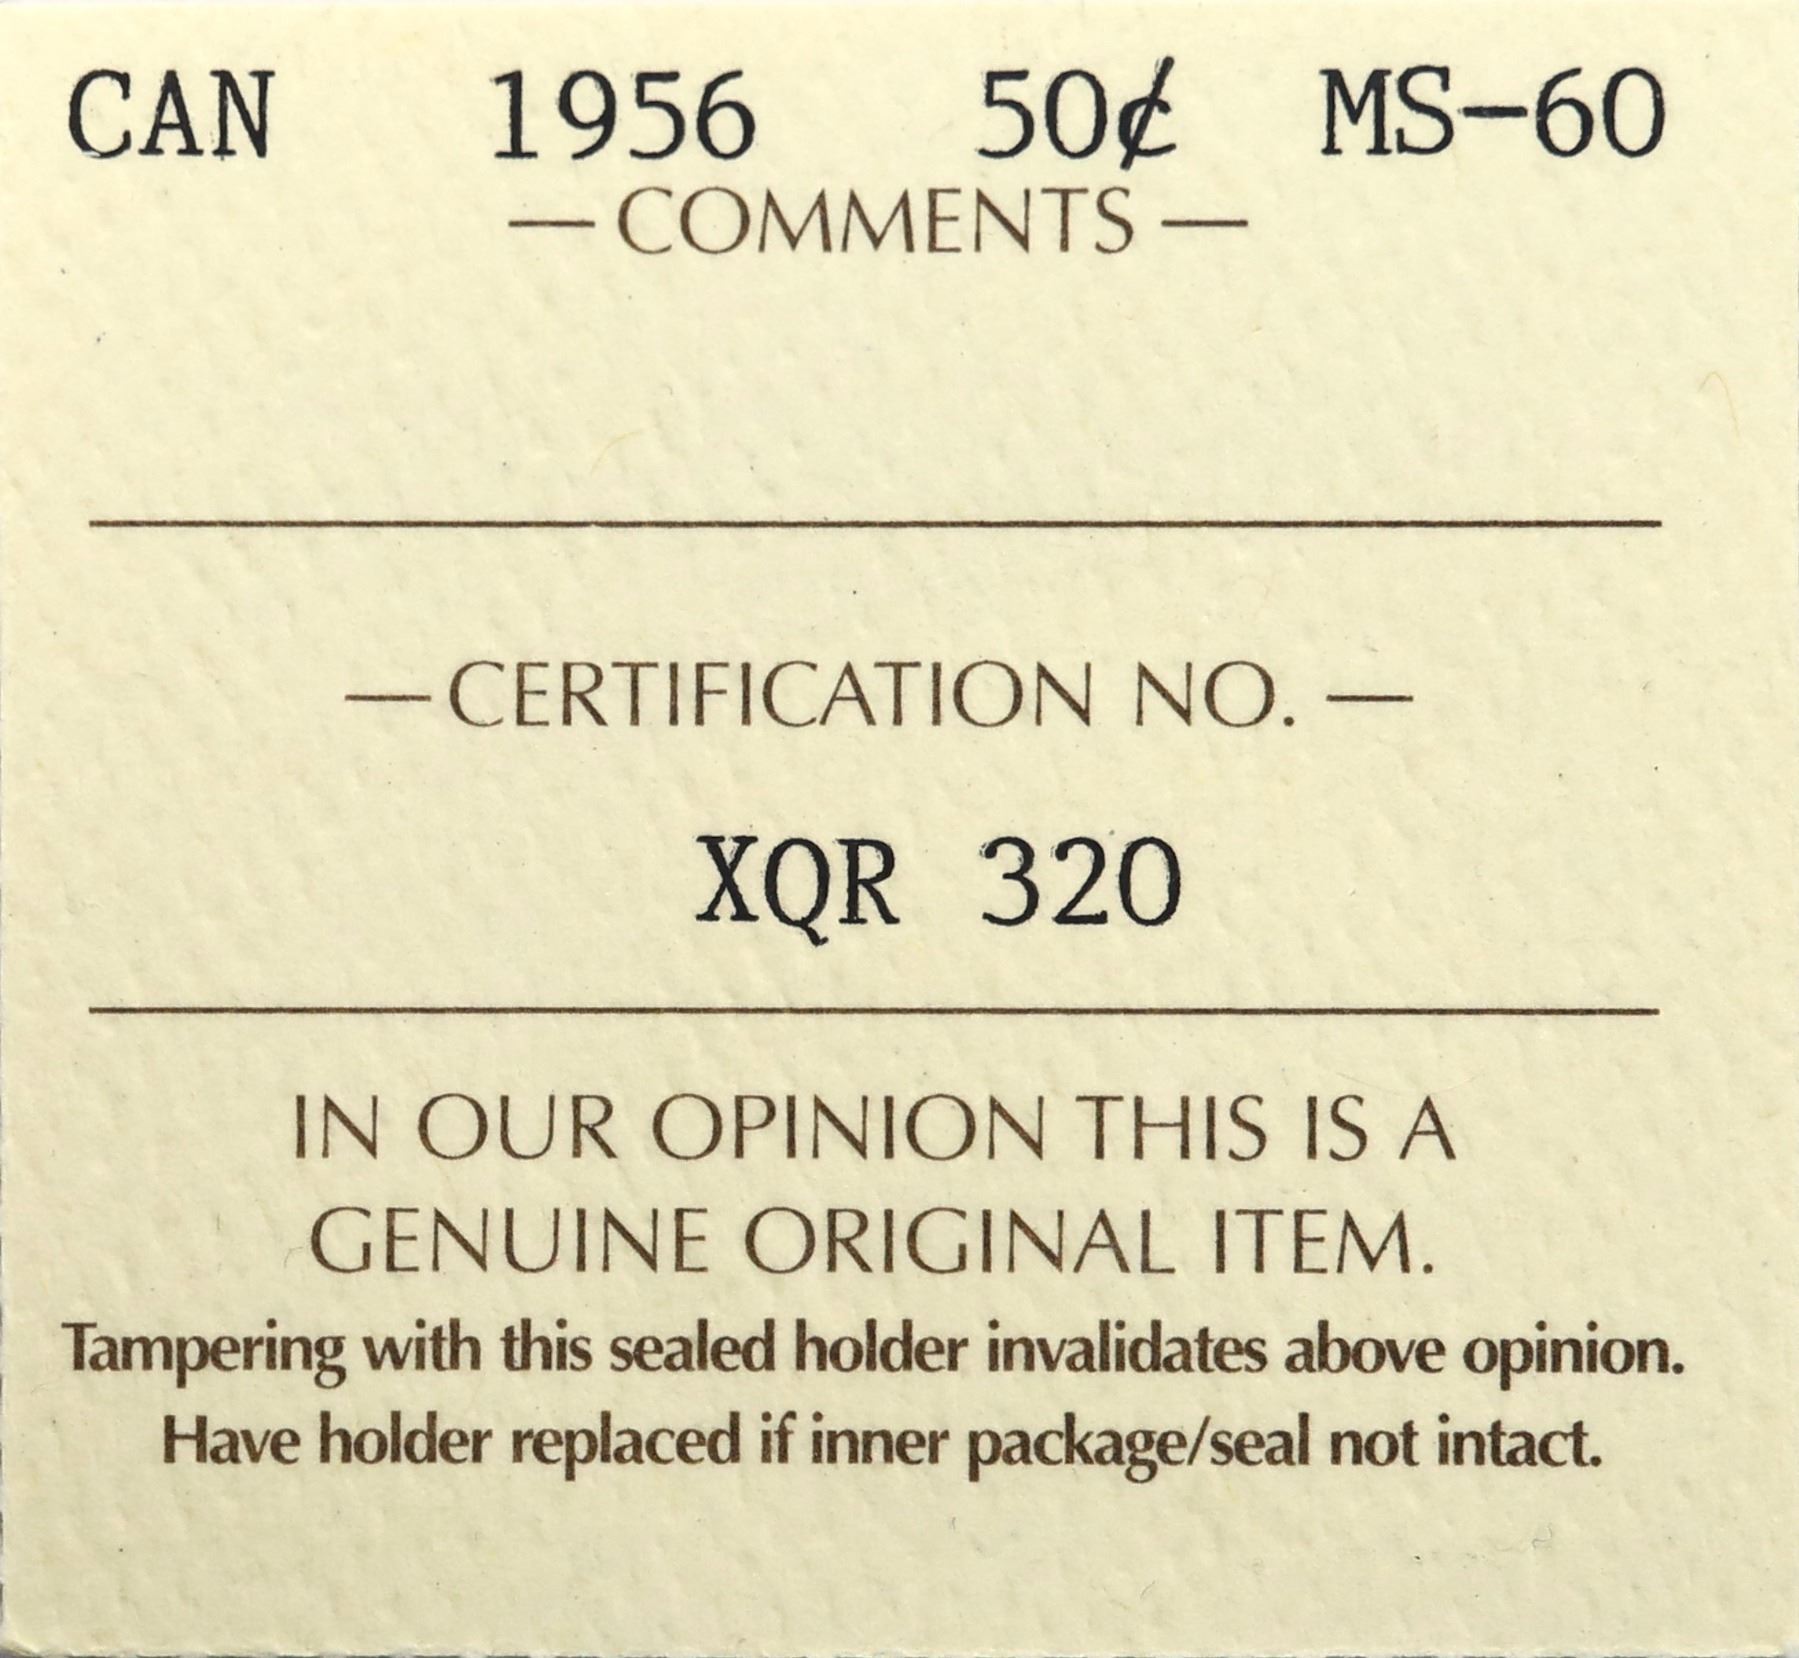 CAN 1956 50¢ MS-60
— COMMENTS —
— CERTIFICATION NO. —
XQR 320
IN OUR OPINION THIS IS A
GENUINE ORIGINAL ITEM.
Tampering with this sealed holder invalidates above opinion.
Have holder replaced if inner package/seal not intact.